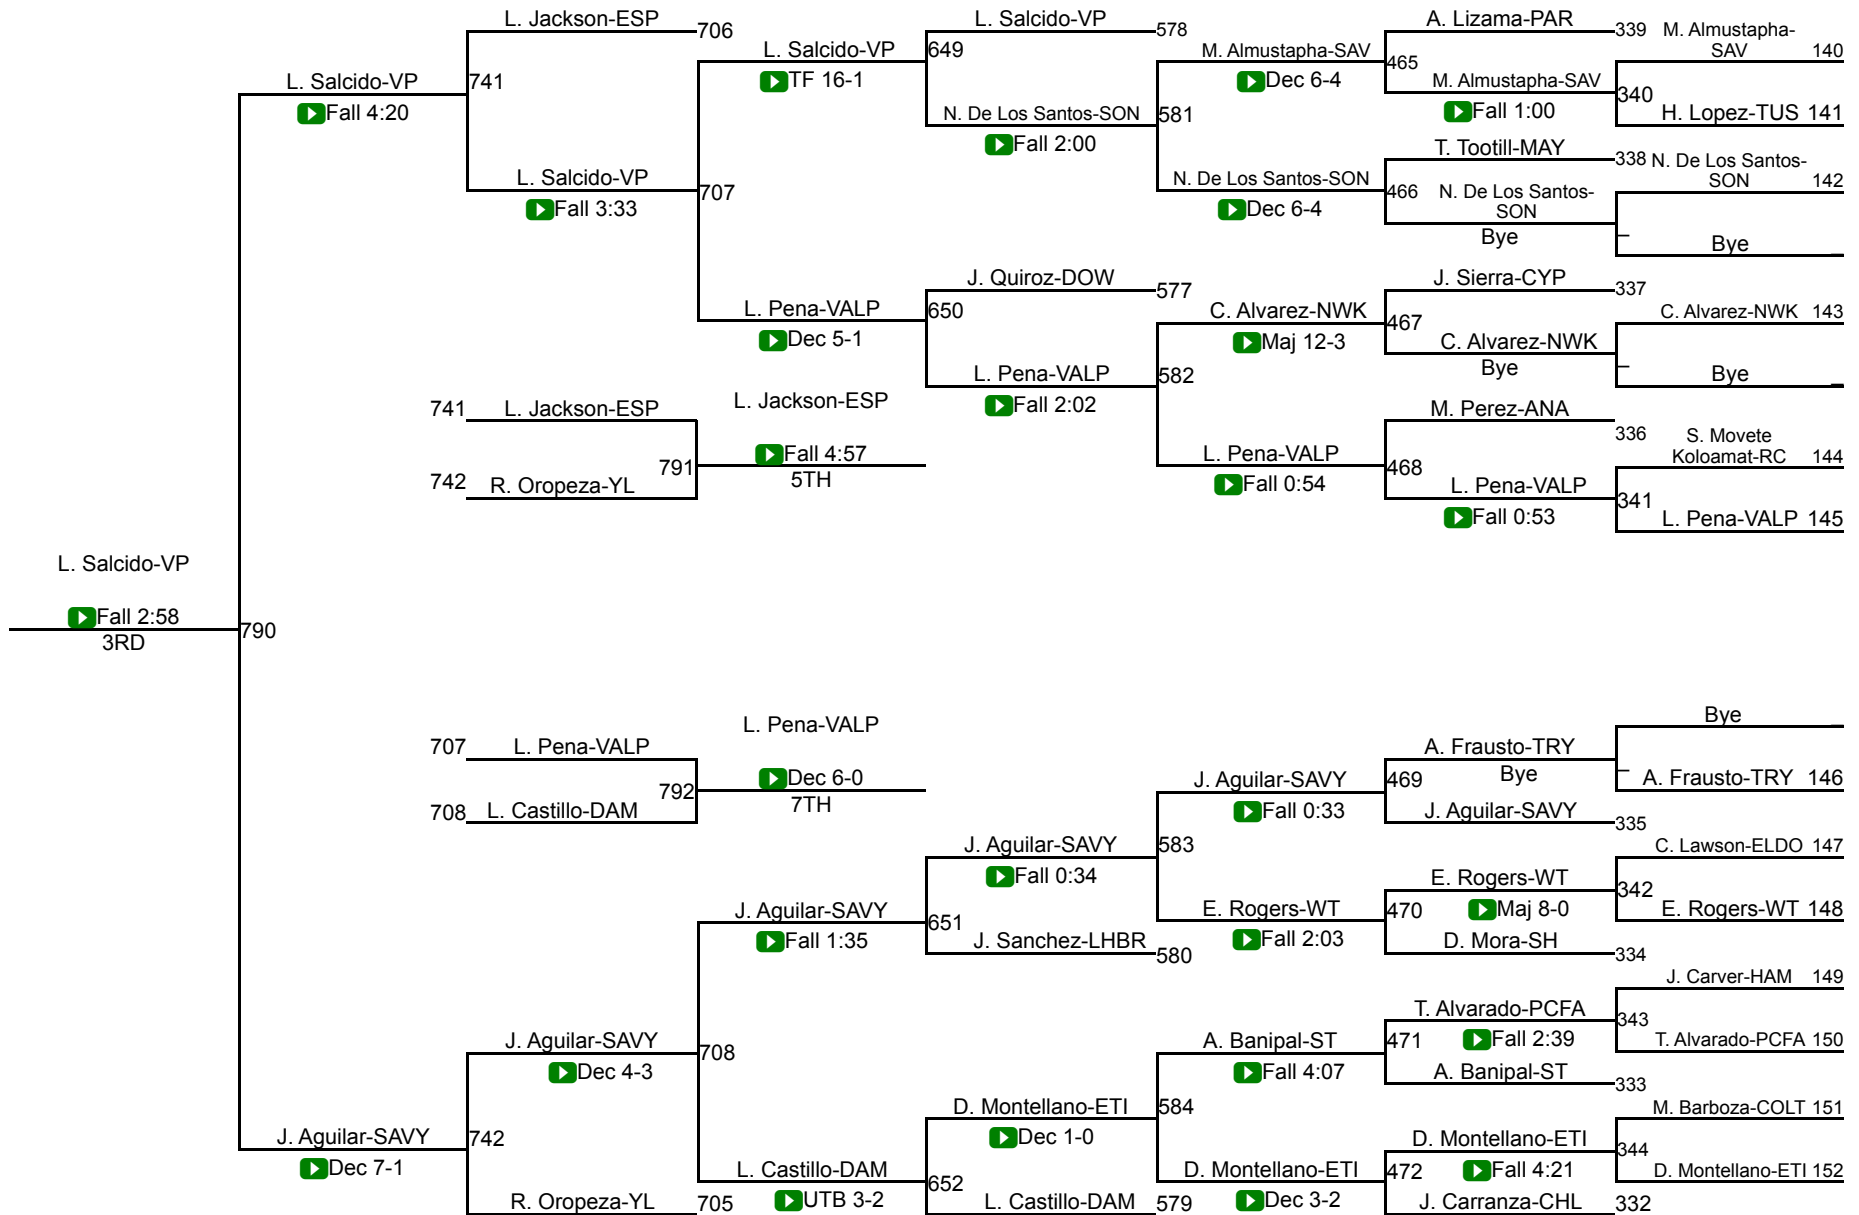 L. Jackson-ESP
706
L. Salcido-VP
741
Fall 4:20
L. Salcido-VP
Fall 3:33
L. Salcido-VP
TF 16-1
707
L. Pena-VALP
Dec 5-1
L. Salcido-VP
578
649
N. De Los Santos-SON
Fall 2:00
581
J. Quiroz-DOW
577
650
L. Pena-VALP
Fall 2:02
582
M. Almustapha-SAV
Dec 6-4
N. De Los Santos-SON
Dec 6-4
C. Alvarez-NWK
Maj 12-3
L. Pena-VALP
Fall 0:54
A. Lizama-PAR
339
465
M. Almustapha-SAV
Fall 1:00
340
T. Tootill-MAY
338
466
N. De Los Santos-
SON
Bye
J. Sierra-CYP
337
467
C. Alvarez-NWK
Bye
M. Perez-ANA
336
468
L. Pena-VALP
Fall 0:53
341
M. Almustapha-
SAV
140
H. Lopez-TUS 141
N. De Los Santos-
SON
142
Bye
C. Alvarez-NWK 143
Bye
S. Movete
Koloamat-RC
144
L. Pena-VALP 145
741
L. Jackson-ESP
742
R. Oropeza-YL
791
L. Jackson-ESP
Fall 4:57
5TH
L. Salcido-VP
Fall 2:58
3RD
790
707
L. Pena-VALP
708
L. Castillo-DAM
792
L. Pena-VALP
Dec 6-0
7TH
J. Aguilar-SAVY
Dec 7-1
742
J. Aguilar-SAVY
Dec 4-3
R. Oropeza-YL
705
708
J. Aguilar-SAVY
Fall 1:35
L. Castillo-DAM
UTB 3-2
J. Aguilar-SAVY
Fall 0:34
651
J. Sanchez-LHBR
580
583
D. Montellano-ETI
Dec 1-0
652
L. Castillo-DAM
579
584
J. Aguilar-SAVY
Fall 0:33
E. Rogers-WT
Fall 2:03
A. Banipal-ST
Fall 4:07
D. Montellano-ETI
Dec 3-2
A. Frausto-TRY
Bye
469
J. Aguilar-SAVY
335
E. Rogers-WT
Maj 8-0
470
D. Mora-SH
334
342
T. Alvarado-PCFA
Fall 2:39
471
A. Banipal-ST
333
343
D. Montellano-ETI
Fall 4:21
472
J. Carranza-CHL
332
344
Bye
A. Frausto-TRY 146
C. Lawson-ELDO 147
E. Rogers-WT 148
J. Carver-HAM 149
T. Alvarado-PCFA 150
M. Barboza-COLT 151
D. Montellano-ETI 152